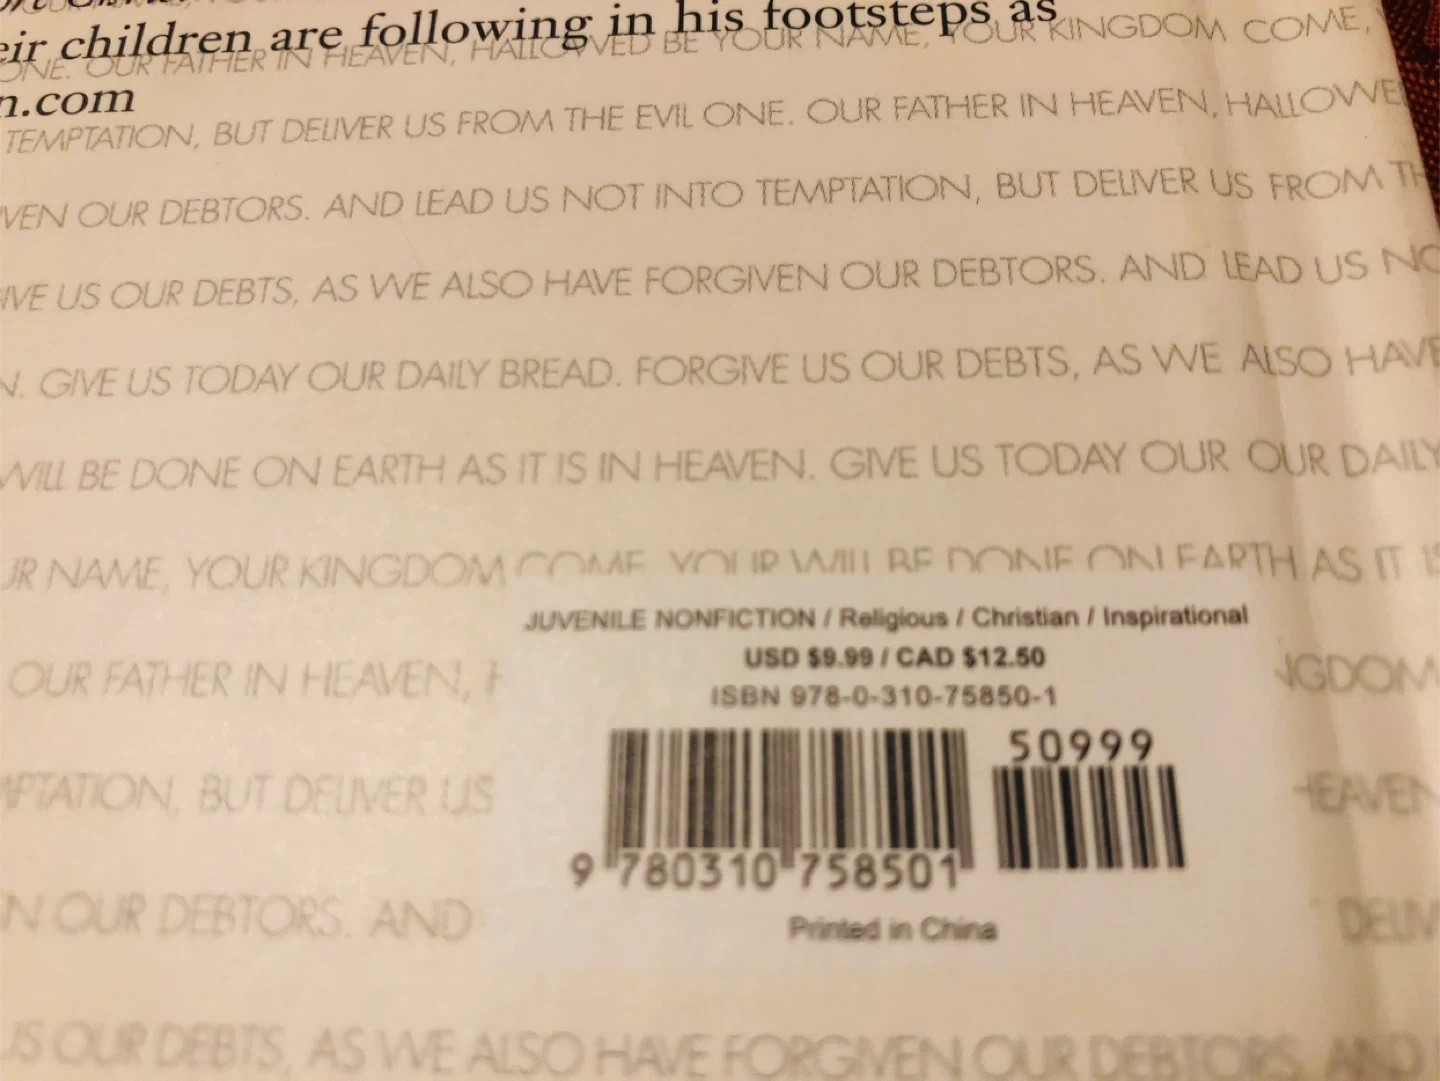 eir children are following in his footsteps as
ONE. OUR FATHER IN HEAVEN, HALLOWED BE YOUR NAME, YOUR KINGDOM COME,
n.com
TEMPTATION, BUT DELIVER US FROM THE EVIL ONE. OUR FATHER IN HEAVEN, HALLOWE
VEN OUR DEBTORS. AND LEAD US NOT INTO TEMPTATION, BUT DELIVER US FROM TH
IVE US OUR DEBTS, AS WE ALSO HAVE FORGIVEN OUR DEBTORS. AND LEAD US NO
N. GIVE US TODAY OUR DAILY BREAD. FORGIVE US OUR DEBTS, AS WE ALSO HAVE
WILL BE DONE ON EARTH AS IT IS IN HEAVEN. GIVE US TODAY OUR OUR DAILY
UR NAME, YOUR KINGDOM COME, YOUR WILL BE DONE ON EARTH AS IT IS
JUVENILE NONFICTION / Religious / Christian / Inspirational
USD $9.99 / CAD $12.50
OUR FATHER IN HEAVEN, H NGDOM
ISBN 978-0-310-75850-1
50999
MPTATION, BUT DELIVER US HEAVEN
9 780310 758501
N OUR DEBTORS. AND DELIV
Printed in China
US OUR DEBTS, AS WE ALSO HAVE FORGIVEN OUR DEBTORS. AND